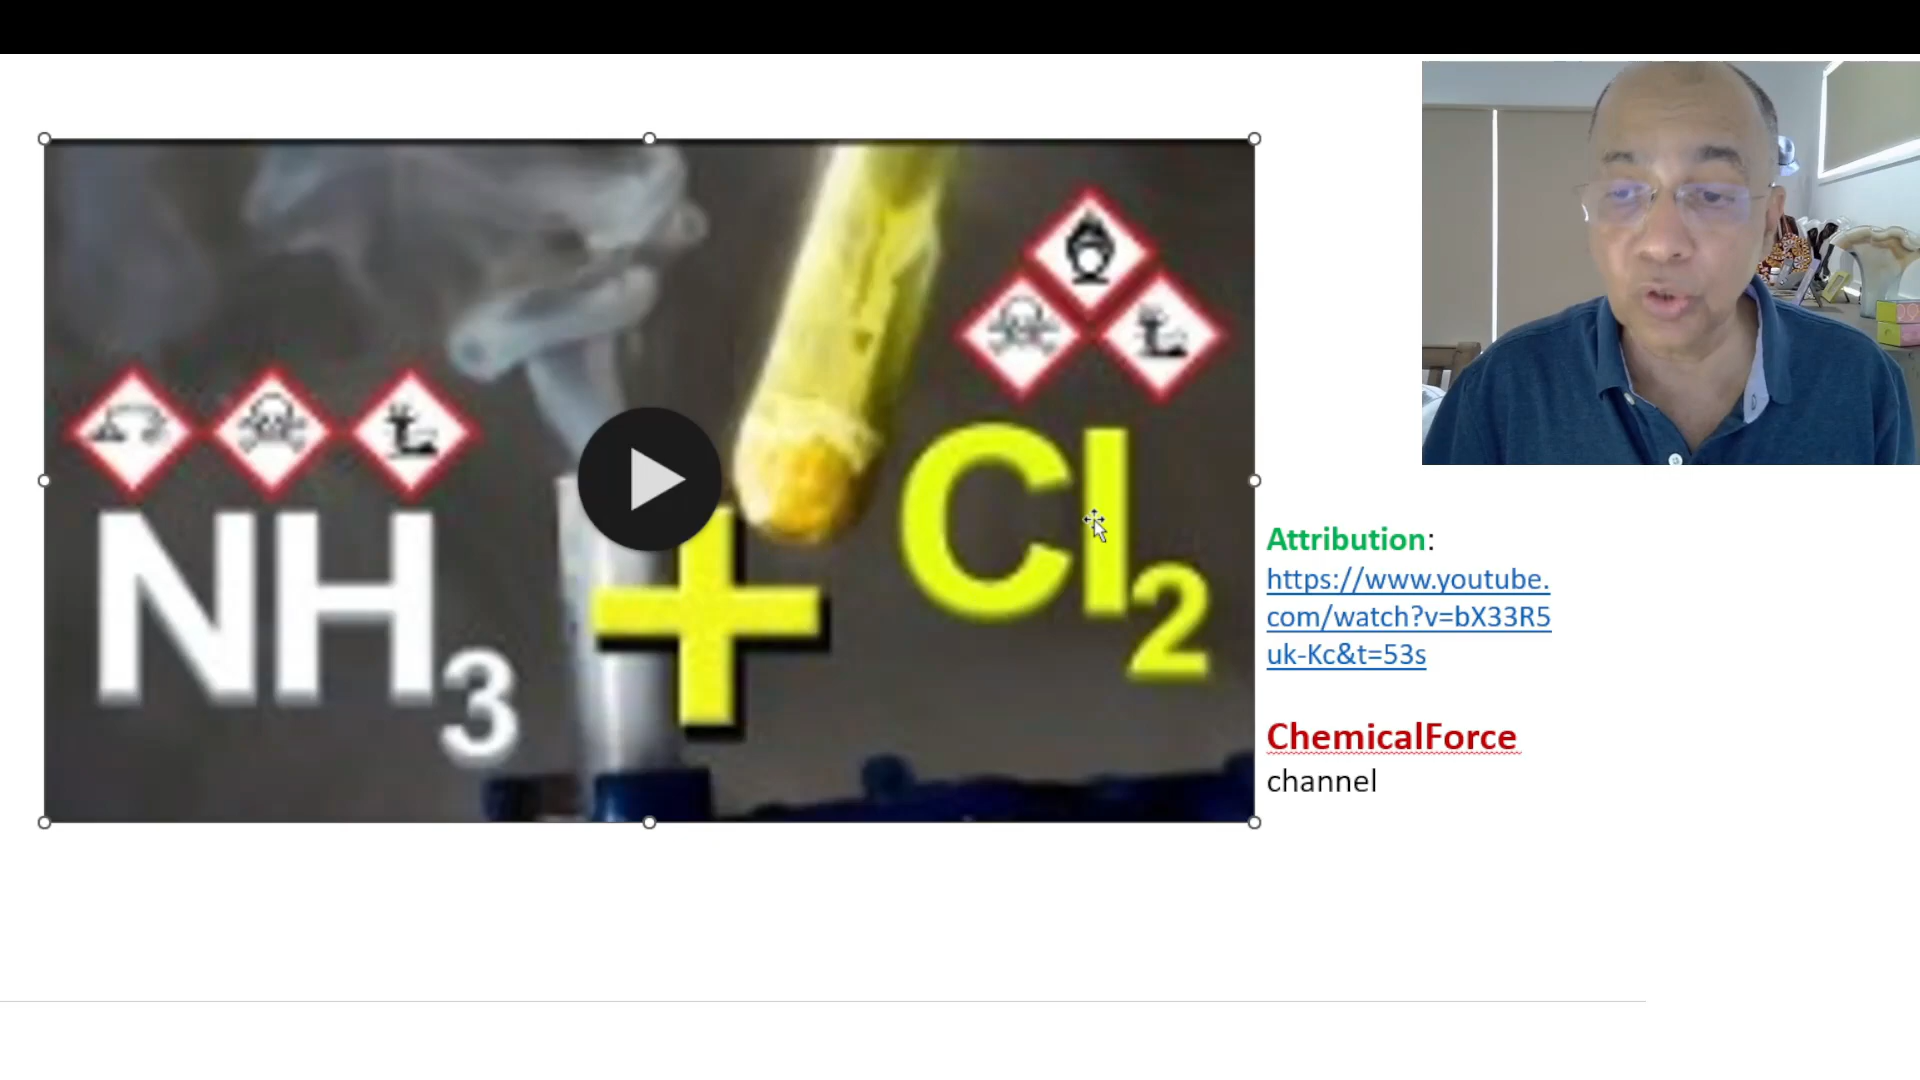 NH3 + Cl2
Attribution:
https://www.youtube.
com/watch?v=bX33R5
uk-Kc&t=53s
ChemicalForce
channel